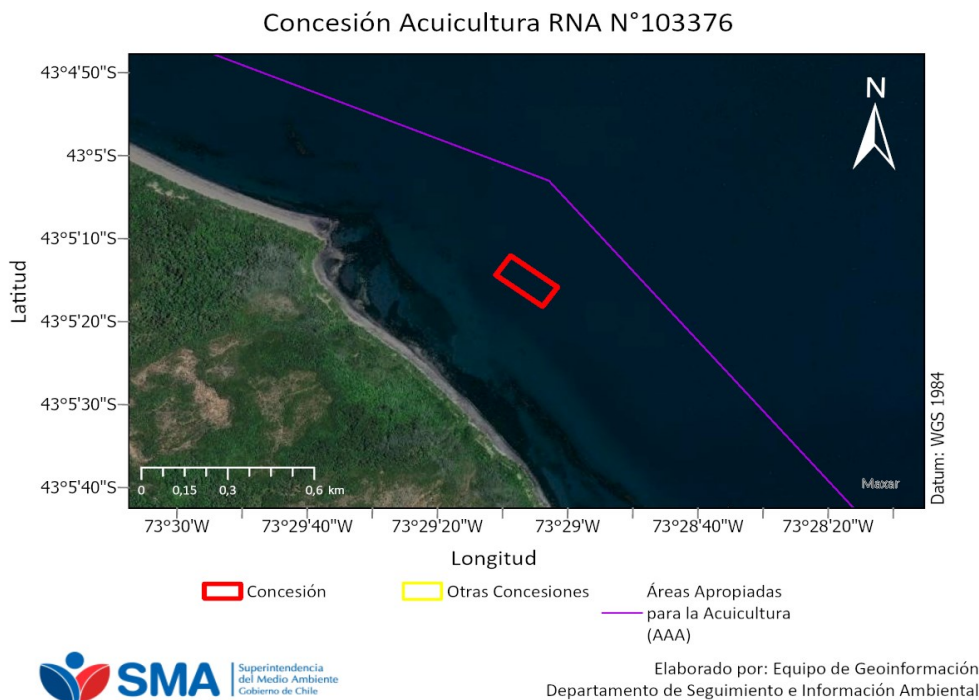 Concesión Acuicultura RNA N°103376
43°4'50"S
43°5'S
43°5'10"S
43°5'20"S
43°5'30"S
43°5'40"S
Latitud
N
Datum: WGS 1984
Maxar
0 0,15 0,3 0,6 km
73°30'W
73°29'40"W
73°29'20"W
73°29'W
73°28'40"W
73°28'20"W
Longitud
Concesión
Otras Concesiones
Áreas Apropiadas
para la Acuicultura
(AAA)
SMA
Superintendencia
del Medio Ambiente
Gobierno de Chile
Elaborado por: Equipo de Geoinformación
Departamento de Seguimiento e Información Ambiental